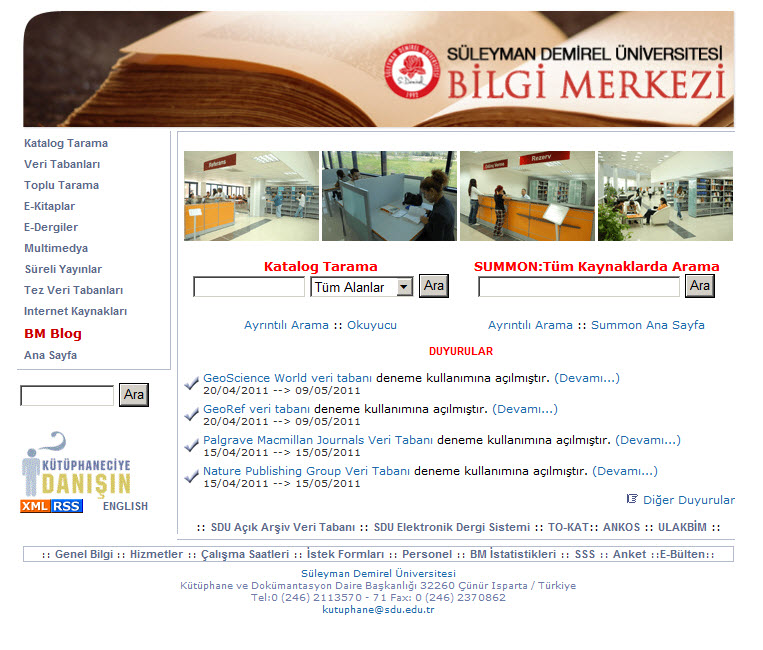 SÜLEYMAN DEMİREL ÜNİVERSİTESİ
BİLGİ MERKEZİ
SÜLEYMAN DEMİREL ÜNİVERSİTESİ
1992
Katalog Tarama
Veri Tabanları
Toplu Tarama
E-Kitaplar
E-Dergiler
Multimedya
Süreli Yayınlar
Tez Veri Tabanları
Internet Kaynakları
BM Blog
Ana Sayfa
Ara
KÜTÜPHANECİYE
DANIŞIN
XML RSS
ENGLISH
Referans
Rezerv
Katalog Tarama
Tüm Alanlar
Ara
Ayrıntılı Arama :: Okuyucu
SUMMON:Tüm Kaynaklarda Arama
Ara
Ayrıntılı Arama :: Summon Ana Sayfa
DUYURULAR
GeoScience World veri tabanı deneme kullanımına açılmıştır. (Devamı...)
20/04/2011 --> 09/05/2011
GeoRef veri tabanı deneme kullanımına açılmıştır. (Devamı...)
20/04/2011 --> 09/05/2011
Palgrave Macmillan Journals Veri Tabanı deneme kullanımına açılmıştır. (Devamı...)
15/04/2011 --> 15/05/2011
Nature Publishing Group Veri Tabanı deneme kullanımına açılmıştır. (Devamı...)
15/04/2011 --> 15/05/2011
Diğer Duyurular
:: SDU Açık Arşiv Veri Tabanı :: SDU Elektronik Dergi Sistemi :: TO-KAT:: ANKOS :: ULAKBİM ::
:: Genel Bilgi :: Hizmetler :: Çalışma Saatleri :: İstek Formları :: Personel :: BM İstatistikleri :: SSS :: Anket ::E-Bülten::
Süleyman Demirel Üniversitesi
Kütüphane ve Dokümantasyon Daire Başkanlığı 32260 Çünür Isparta / Türkiye
Tel:0 (246) 2113570 - 71 Fax: 0 (246) 2370862
kutuphane@sdu.edu.tr